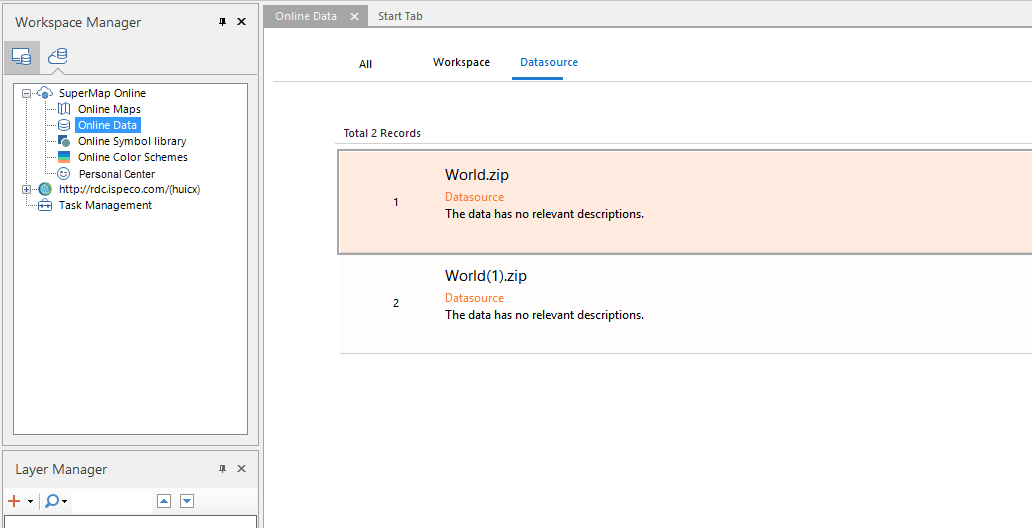 Workspace Manager
SuperMap Online
Online Maps
Online Data
Online Symbol library
Online Color Schemes
Personal Center
http://rdc.ispeco.com/(huicx)
Task Management
Layer Manager
Online Data
Start Tab
All
Workspace
Datasource
Total 2 Records
1
World.zip
Datasource
The data has no relevant descriptions.
2
World(1).zip
Datasource
The data has no relevant descriptions.